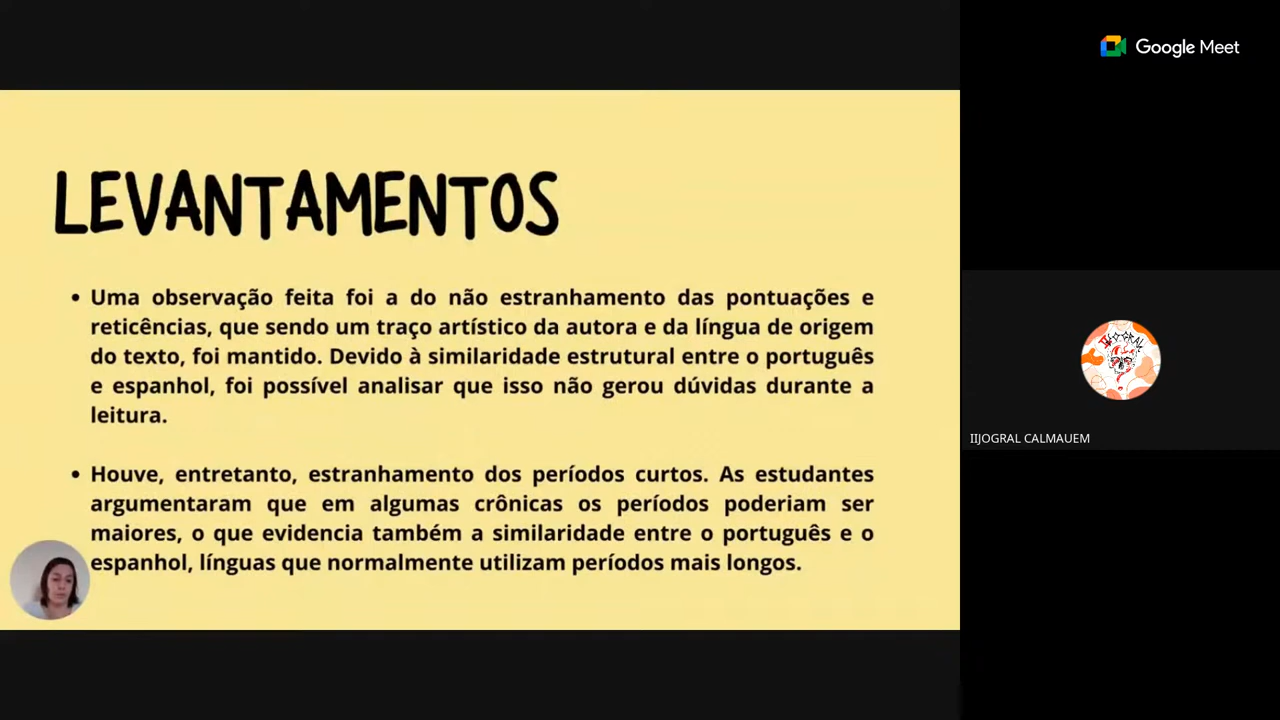 Google Meet
LEVANTAMENTOS
• Uma observação feita foi a do não estranhamento das pontuações e
reticências, que sendo um traço artístico da autora e da língua de origem
do texto, foi mantido. Devido à similaridade estrutural entre o português
e espanhol, foi possível analisar que isso não gerou dúvidas durante a
leitura.
• Houve, entretanto, estranhamento dos períodos curtos. As estudantes
argumentaram que em algumas crônicas os períodos poderiam ser
maiores, o que evidencia também a similaridade entre o português e o
espanhol, línguas que normalmente utilizam períodos mais longos.
IIJOGRAL CALMAUEM